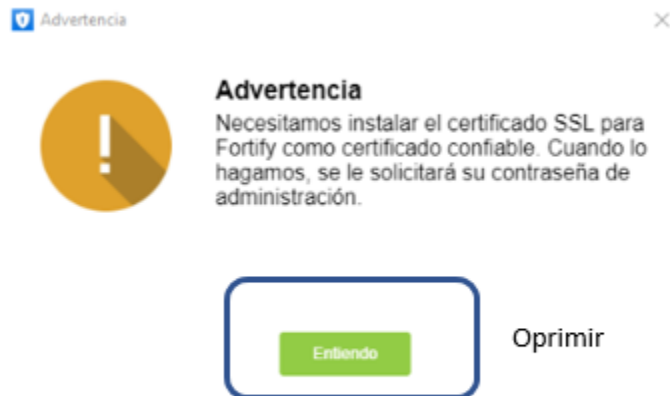 Advertencia
Advertencia
Necesitamos instalar el certificado SSL para
Fortify como certificado confiable. Cuando lo
hagamos, se le solicitará su contraseña de
administración.
Entiendo
Oprimir